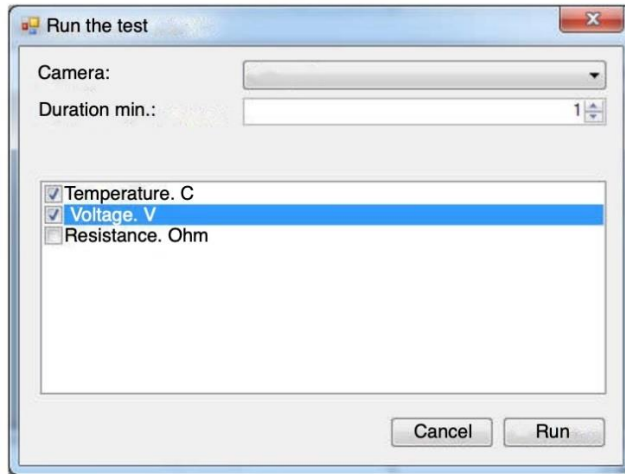 Run the test
Camera:
Duration min.: 1
Temperature. C
Voltage. V
Resistance. Ohm
Cancel Run